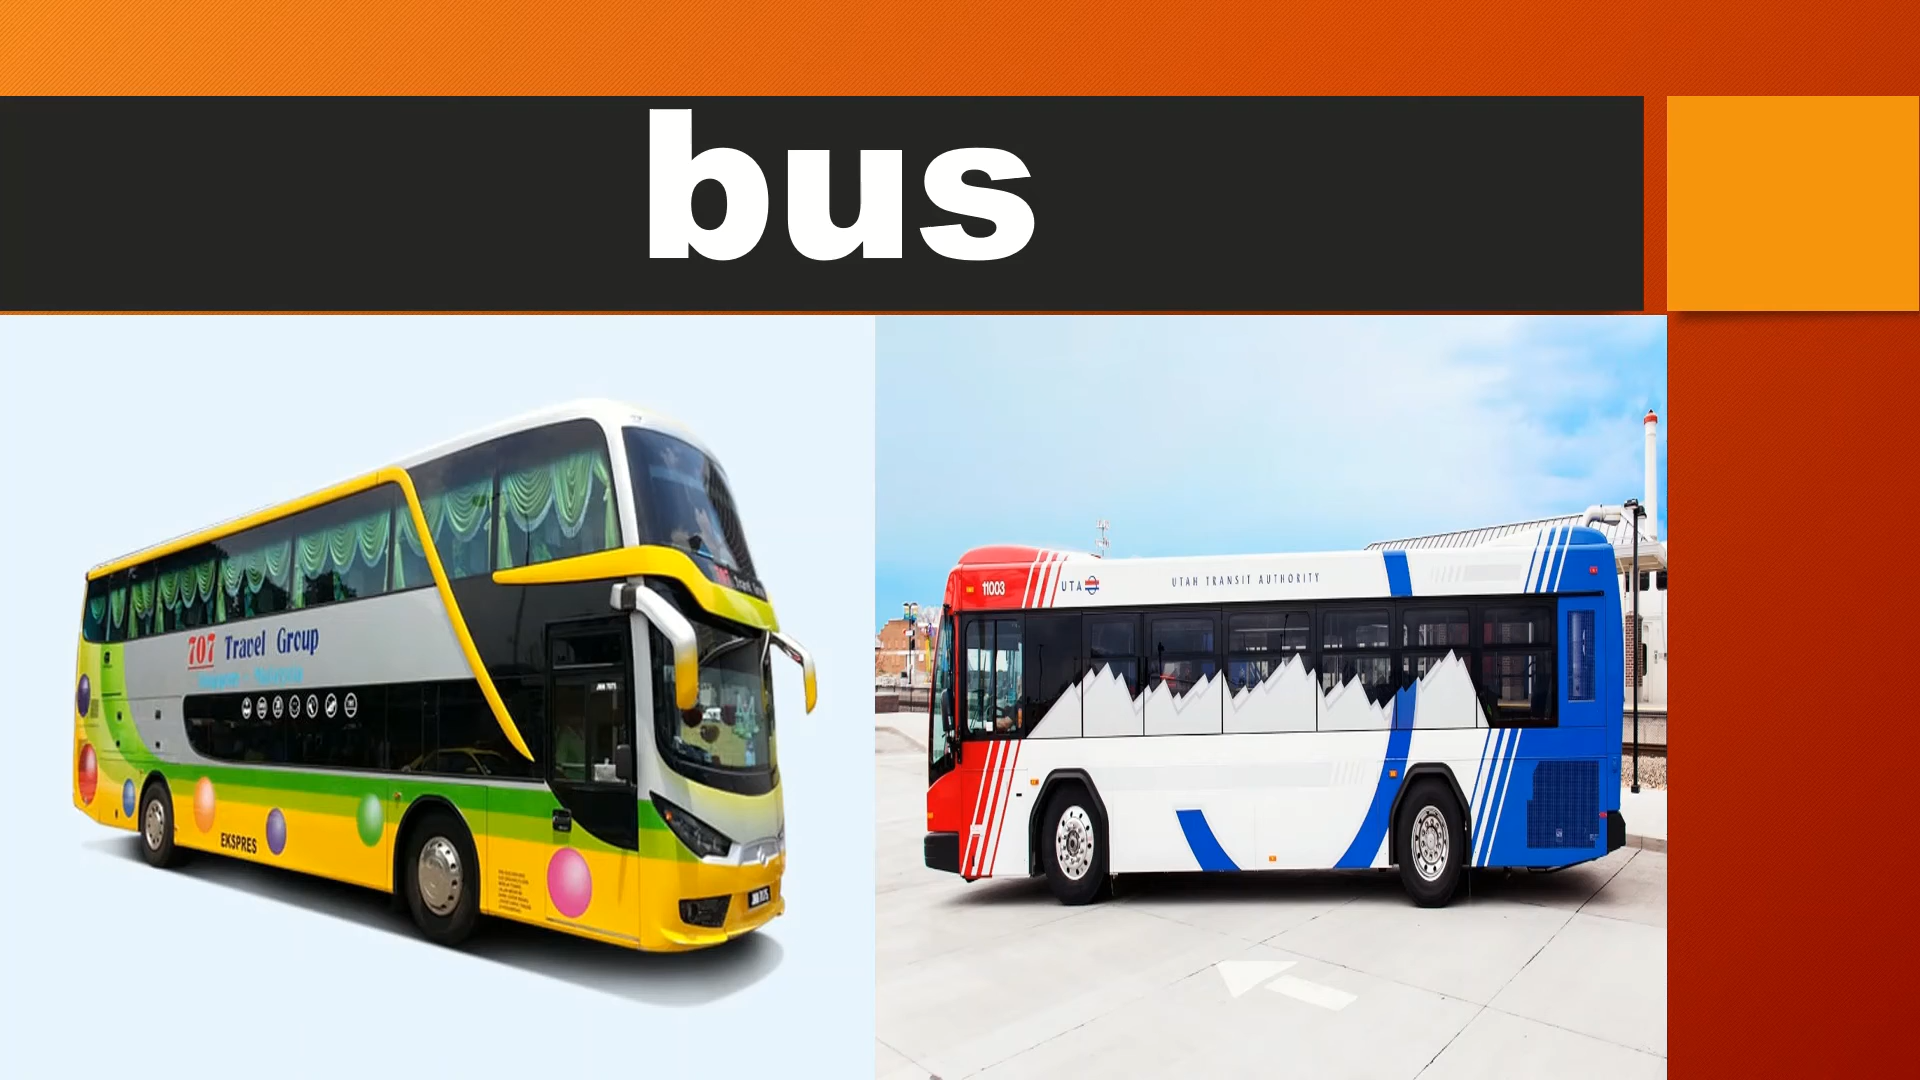 bus
707 Travel Group
EKSPRES
11003
UTA
UTAH TRANSIT AUTHORITY